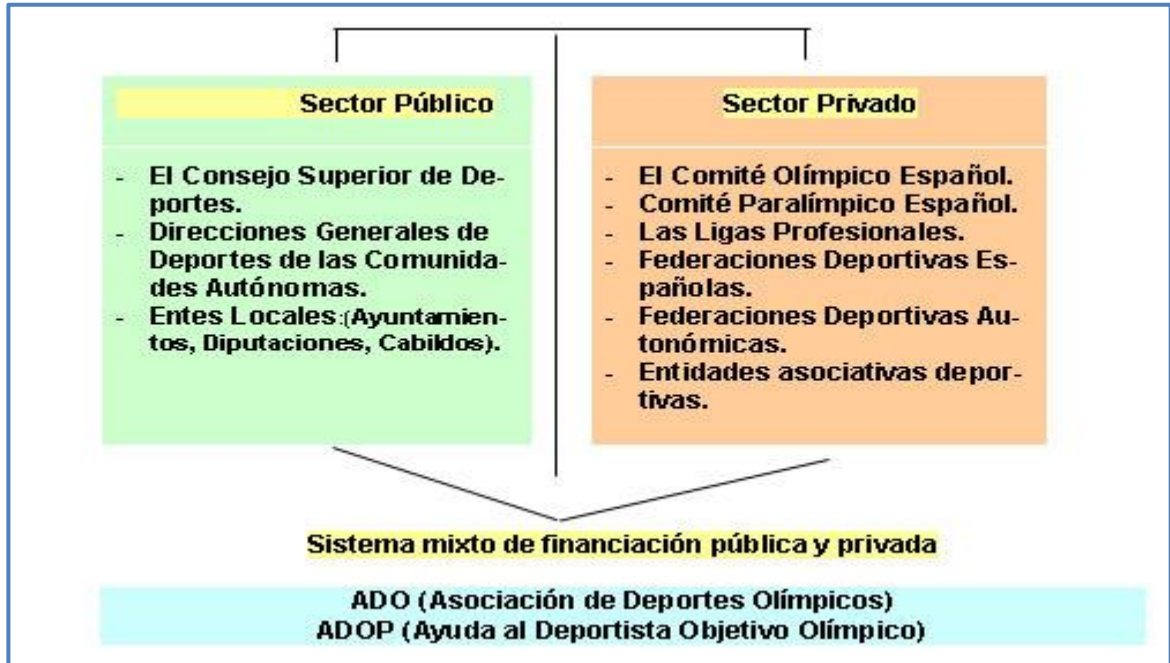 Sector Público
- El Consejo Superior de De-
portes.
- Direcciones Generales de
Deportes de las Comunida-
des Autónomas.
- Entes Locales:(Ayuntamien-
tos, Diputaciones, Cabildos).
Sector Privado
- El Comité Olímpico Español.
- Comité Paralímpico Español.
- Las Ligas Profesionales.
- Federaciones Deportivas Es-
pañolas.
- Federaciones Deportivas Au-
tonómicas.
- Entidades asociativas depor-
tivas.
Sistema mixto de financiación pública y privada
ADO (Asociación de Deportes Olímpicos)
ADOP (Ayuda al Deportista Objetivo Olímpico)